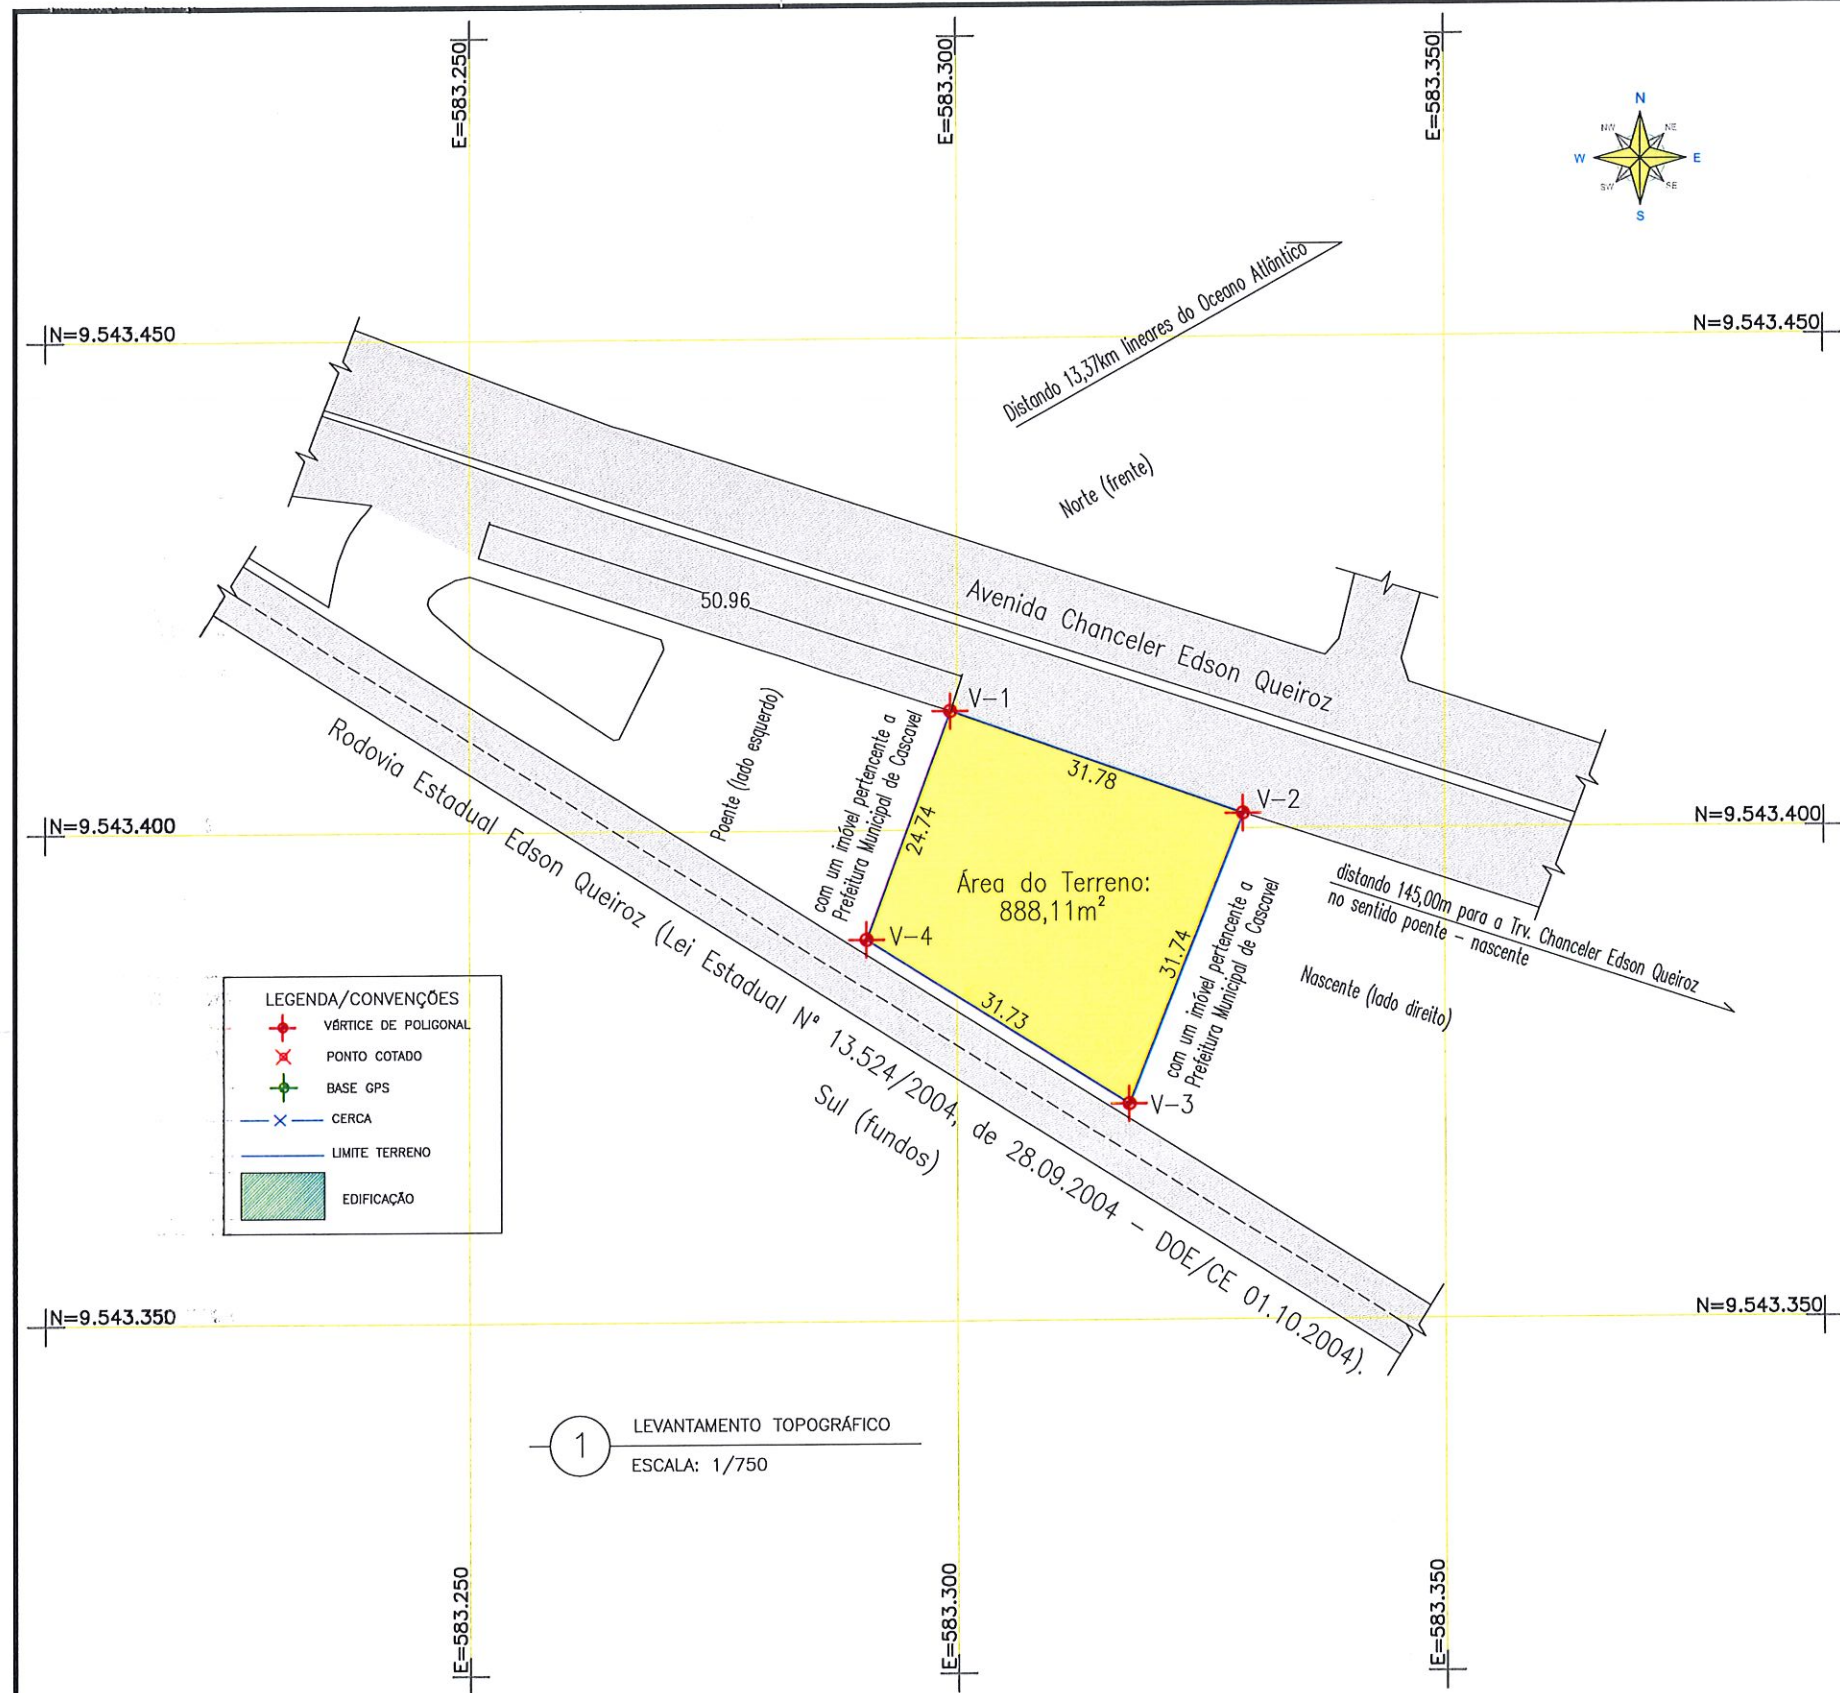 E=583.250
E=583.300
E=583.350
N
NW
NE
W
E
SW
SE
S
Distando 13,37km lineares do Oceano Atlântico
N=9.543.450
N=9.543.450
Norte (frente)
Avenida Chanceler Edson Queiroz
50.96
V-1
31.78
V-2
Poente (lado esquerdo)
com um imóvel pertencente a
Prefeitura Municipal de Cascavel
24.74
N=9.543.400
N=9.543.400
Área do Terreno:
888,11m²
distando 145,00m para a Trv. Chanceler Edson Queiroz
no sentido poente - nascente
V-4
31.74
com um imóvel pertencente a
Prefeitura Municipal de Cascavel
Nascente (lado direito)
31.73
V-3
Rodovia Estadual Edson Queiroz (Lei Estadual N° 13.524/2004, de 28.09.2004 - DOE/CE 01.10.2004).
Sul (fundos)
LEGENDA/CONVENÇÕES
VÉRTICE DE POLIGONAL
PONTO COTADO
BASE GPS
CERCA
LIMITE TERRENO
EDIFICAÇÃO
N=9.543.350
N=9.543.350
1
LEVANTAMENTO TOPOGRÁFICO
ESCALA: 1/750
E=583.250
E=583.300
E=583.350